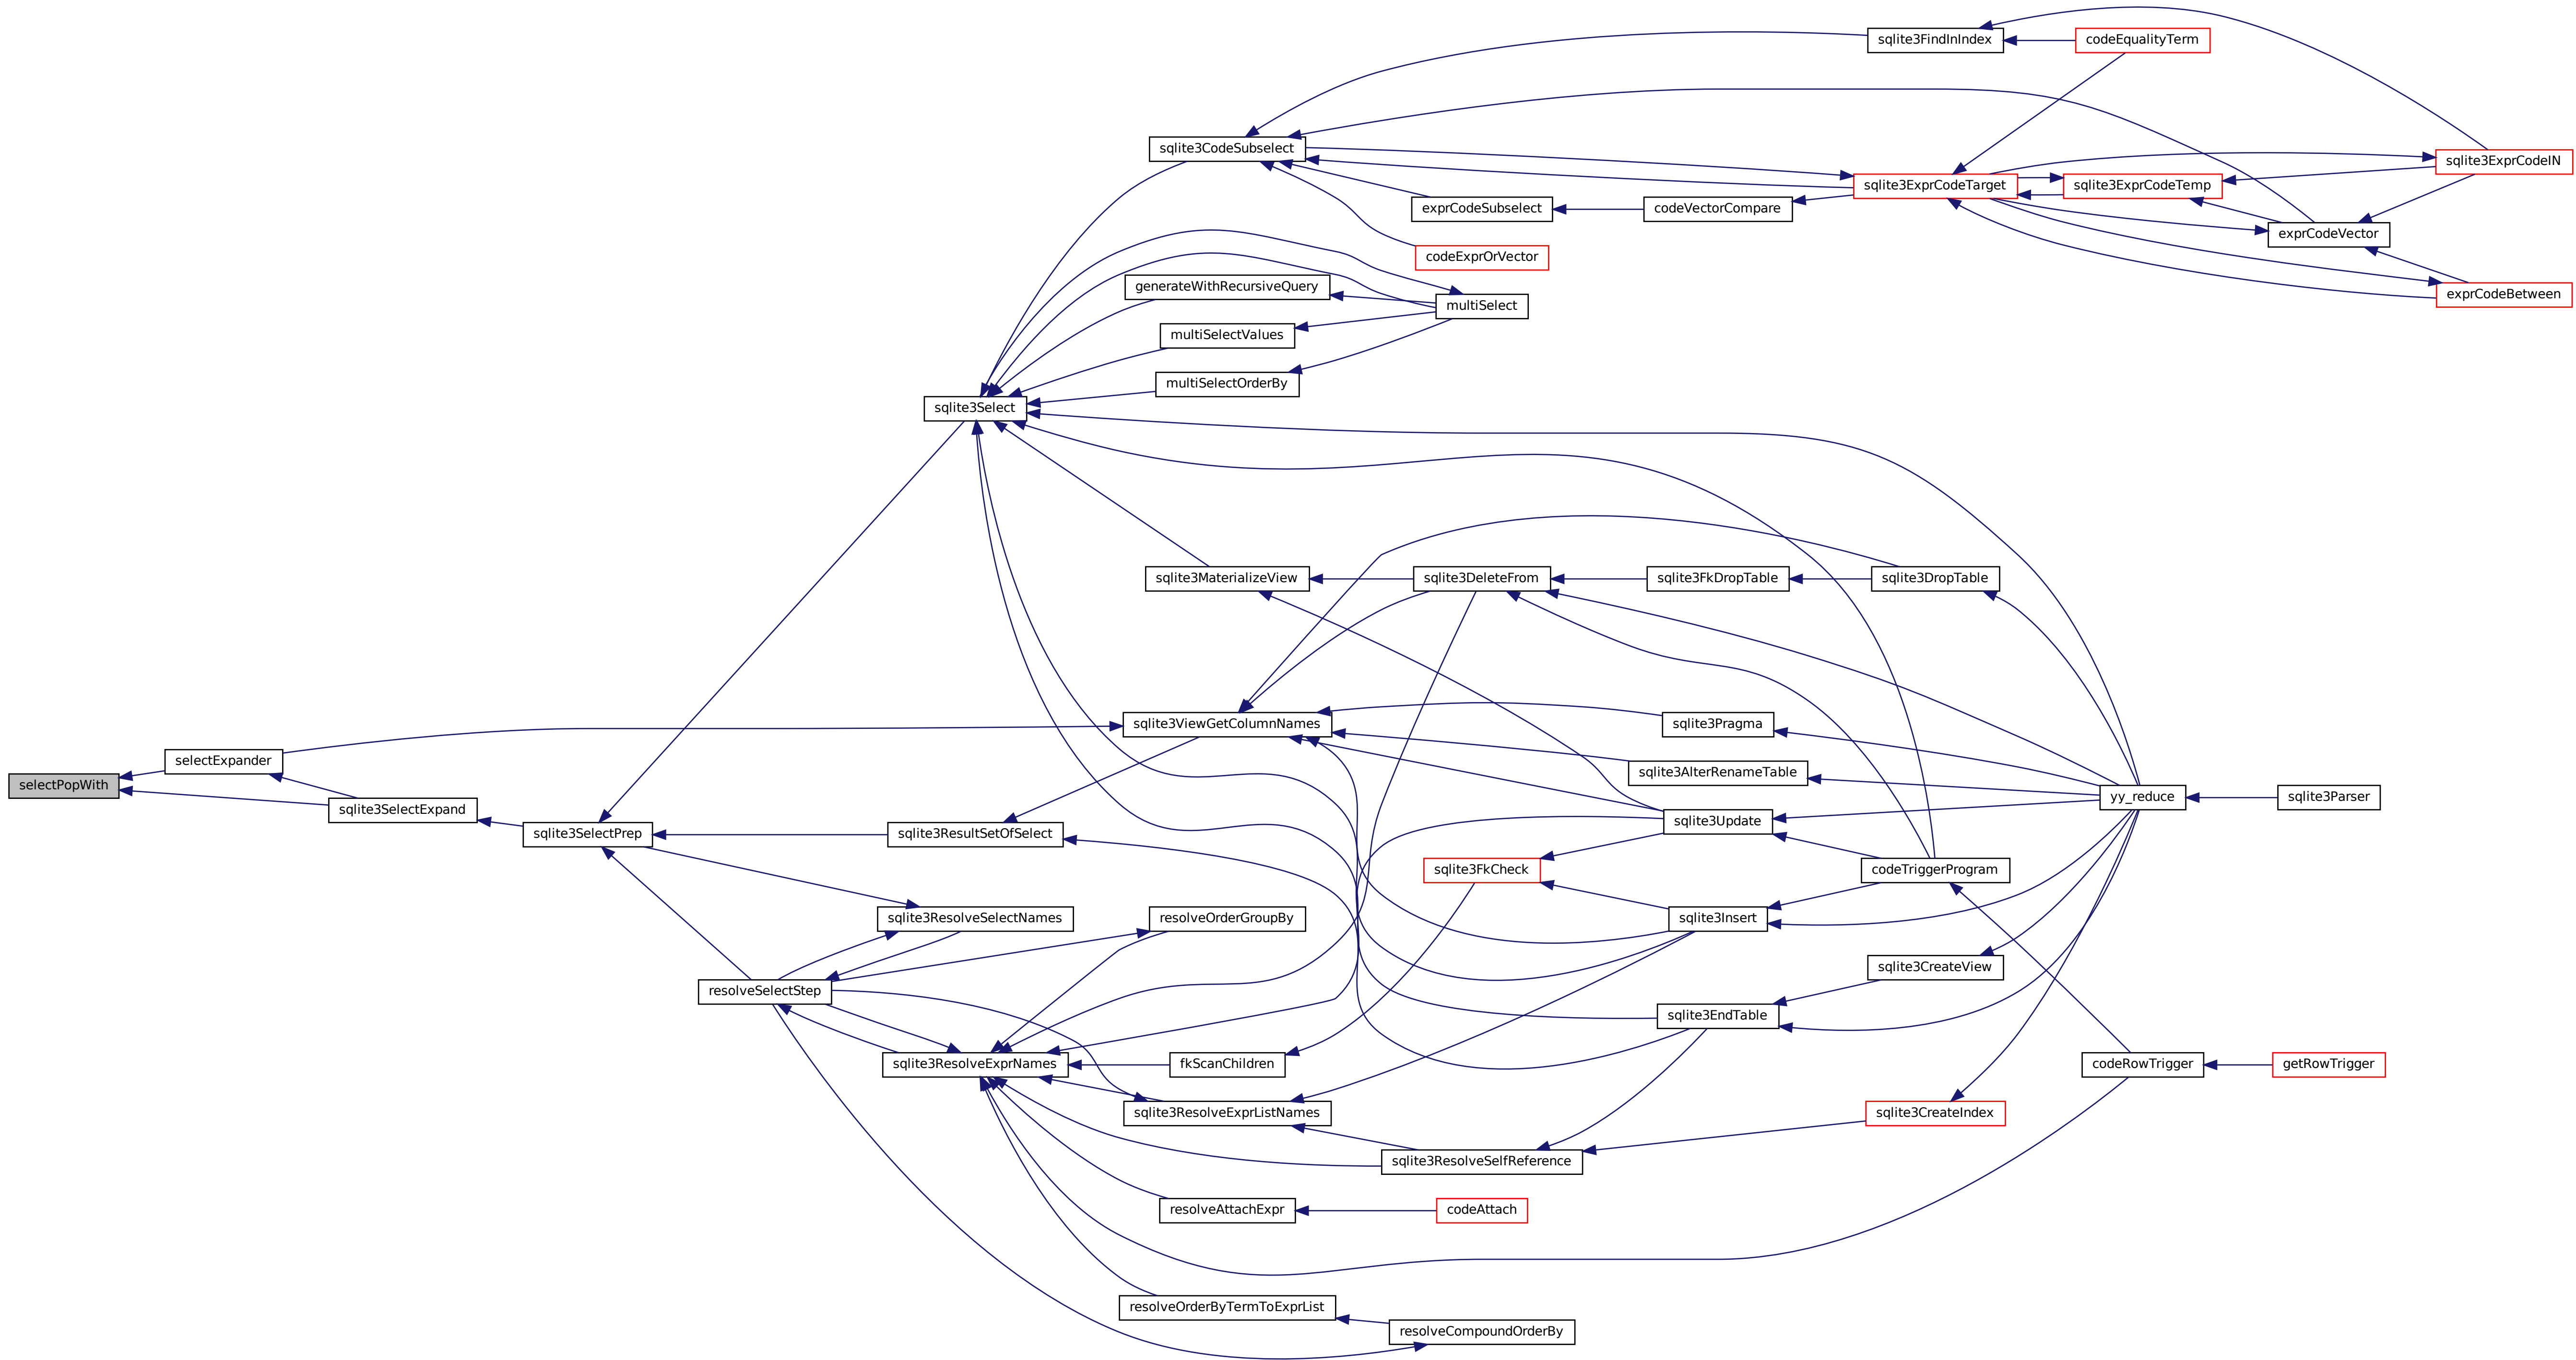 sqlite3FindInIndex
codeEqualityTerm
sqlite3CodeSubselect
sqlite3ExprCodeIN
sqlite3ExprCodeTarget
sqlite3ExprCodeTemp
exprCodeSubselect
codeVectorCompare
exprCodeVector
codeExprOrVector
generateWithRecursiveQuery
exprCodeBetween
multiSelect
multiSelectValues
multiSelectOrderBy
sqlite3Select
sqlite3MaterializeView
sqlite3DeleteFrom
sqlite3FkDropTable
sqlite3DropTable
sqlite3ViewGetColumnNames
sqlite3Pragma
selectExpander
sqlite3AlterRenameTable
selectPopWith
yy_reduce
sqlite3Parser
sqlite3SelectExpand
sqlite3Update
sqlite3SelectPrep
sqlite3ResultSetOfSelect
sqlite3FkCheck
codeTriggerProgram
sqlite3ResolveSelectNames
resolveOrderGroupBy
sqlite3Insert
sqlite3CreateView
resolveSelectStep
sqlite3EndTable
sqlite3ResolveExprNames
fkScanChildren
codeRowTrigger
getRowTrigger
sqlite3ResolveExprListNames
sqlite3CreateIndex
sqlite3ResolveSelfReference
resolveAttachExpr
codeAttach
resolveOrderByTermToExprList
resolveCompoundOrderBy